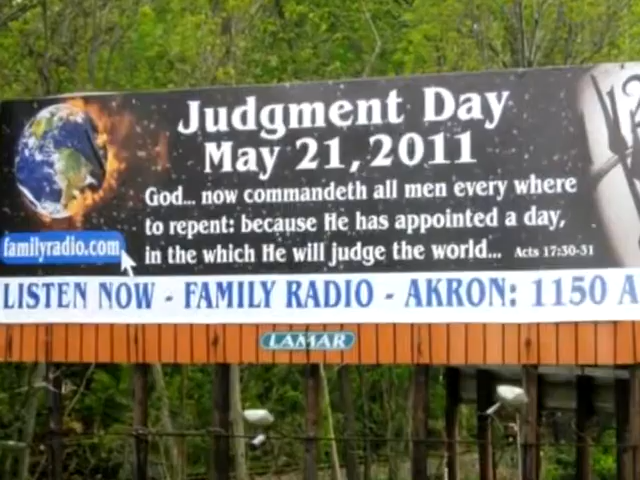 Judgment Day
May 21, 2011
God... now commandeth all men every where
to repent: because He has appointed a day,
in the which He will judge the world... Acts 17:30-31
familyradio.com
LISTEN NOW - FAMILY RADIO - AKRON: 1150 A
LAMAR